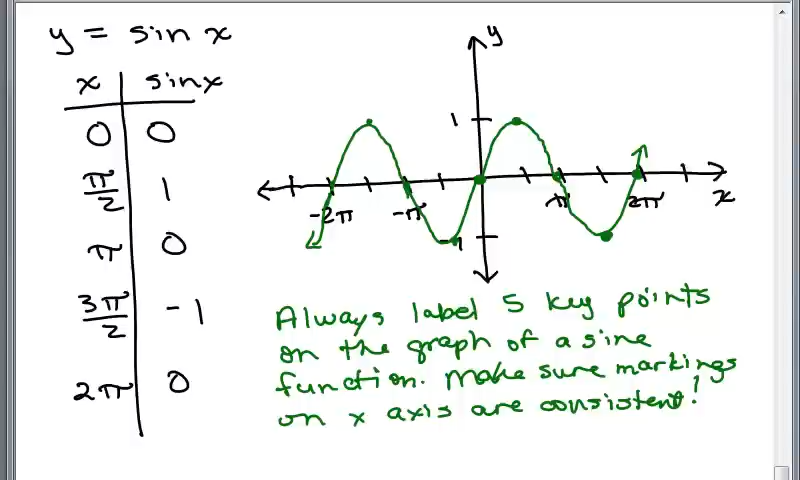 y = sin x
x sinx
0 0
π/2 1
π 0
3π/2 -1
2π 0
y
1
-2π -π π 2π
x
-1
Always label 5 key points
on the graph of a sine
function. Make sure markings
on x axis are consistent!